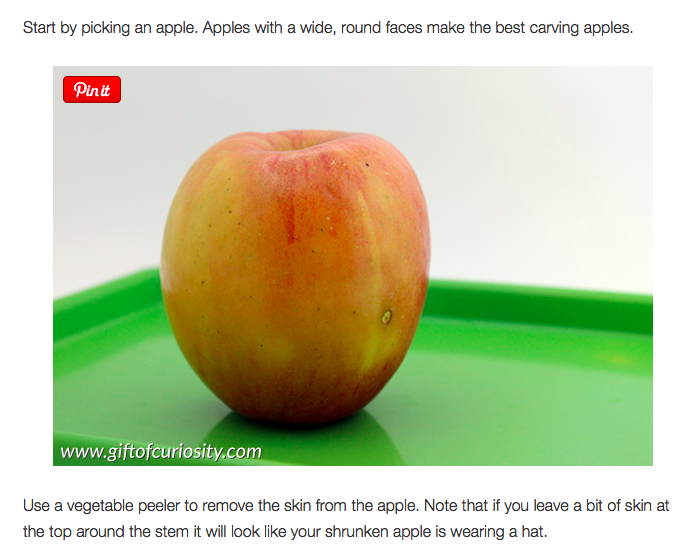 Start by picking an apple. Apples with a wide, round faces make the best carving apples.
Pin it
www.giftofcuriosity.com
Use a vegetable peeler to remove the skin from the apple. Note that if you leave a bit of skin at
the top around the stem it will look like your shrunken apple is wearing a hat.